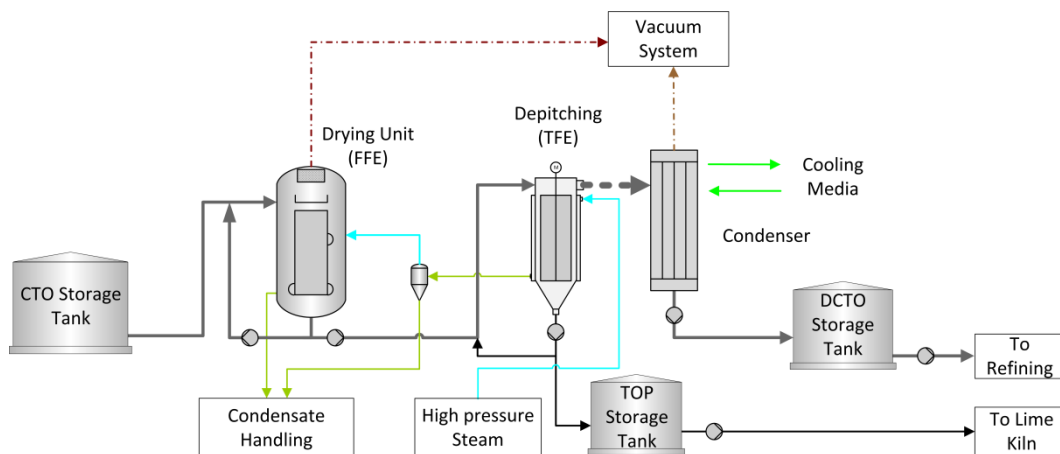 Vacuum
System
Depitching
(TFE)
Drying Unit
(FFE)
M
Cooling
Media
Condenser
CTO Storage
Tank
DCTO
Storage
Tank
To
Refining
Condensate
Handling
High pressure
Steam
TOP
Storage
Tank
To Lime
Kiln